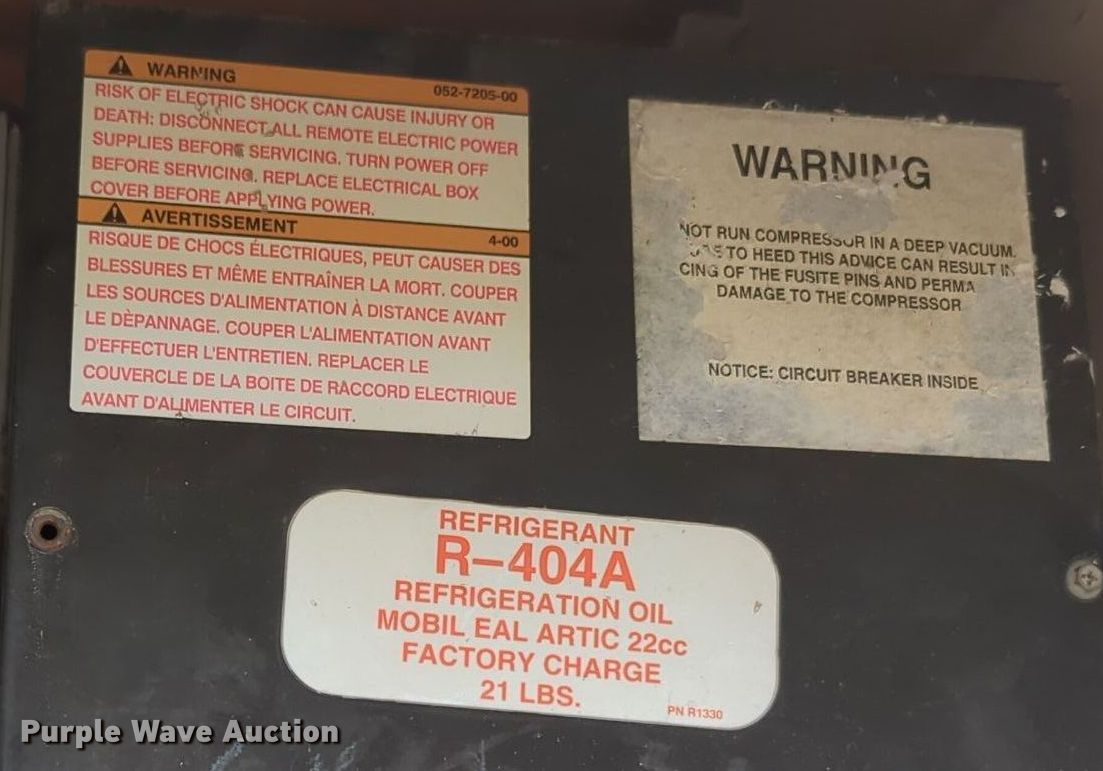 WARNING
052-7205-00
RISK OF ELECTRIC SHOCK CAN CAUSE INJURY OR
DEATH: DISCONNECT ALL REMOTE ELECTRIC POWER
SUPPLIES BEFORE SERVICING. TURN POWER OFF
BEFORE SERVICING. REPLACE ELECTRICAL BOX
COVER BEFORE APPLYING POWER.
AVERTISSEMENT
4-00
RISQUE DE CHOCS ÉLECTRIQUES, PEUT CAUSER DES
BLESSURES ET MÊME ENTRAÎNER LA MORT. COUPER
LES SOURCES D'ALIMENTATION À DISTANCE AVANT
LE DÈPANNAGE. COUPER L'ALIMENTATION AVANT
D'EFFECTUER L'ENTRETIEN. REPLACER LE
COUVERCLE DE LA BOITE DE RACCORD ELECTRIQUE
AVANT D'ALIMENTER LE CIRCUIT.
WARNING
NOT RUN COMPRESSOR IN A DEEP VACUUM.
TO HEED THIS ADVICE CAN RESULT IN
CING OF THE FUSITE PINS AND PERMA
DAMAGE TO THE COMPRESSOR
NOTICE: CIRCUIT BREAKER INSIDE
REFRIGERANT
R-404A
REFRIGERATION OIL
MOBIL EAL ARTIC 22cc
FACTORY CHARGE
21 LBS.
PN R1330
Purple Wave Auction